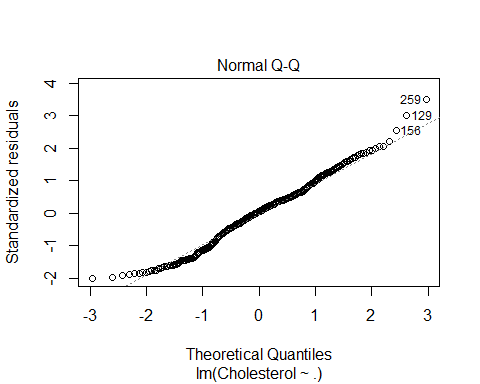 Normal Q-Q
Standardized residuals
4
3
2
1
0
-1
-2
259
129
156
-3 -2 -1 0 1 2 3
Theoretical Quantiles
lm(Cholesterol ~ .)